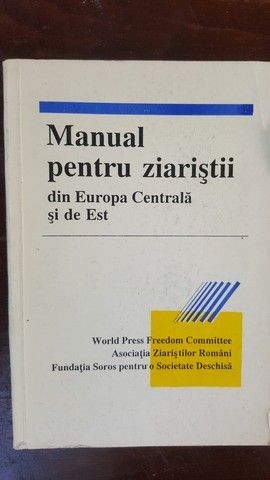 Manual
pentru ziariştii
din Europa Centrală
şi de Est
World Press Freedom Committee
Asociaţia Ziariştilor Români
Fundaţia Soros pentru o Societate Deschisă